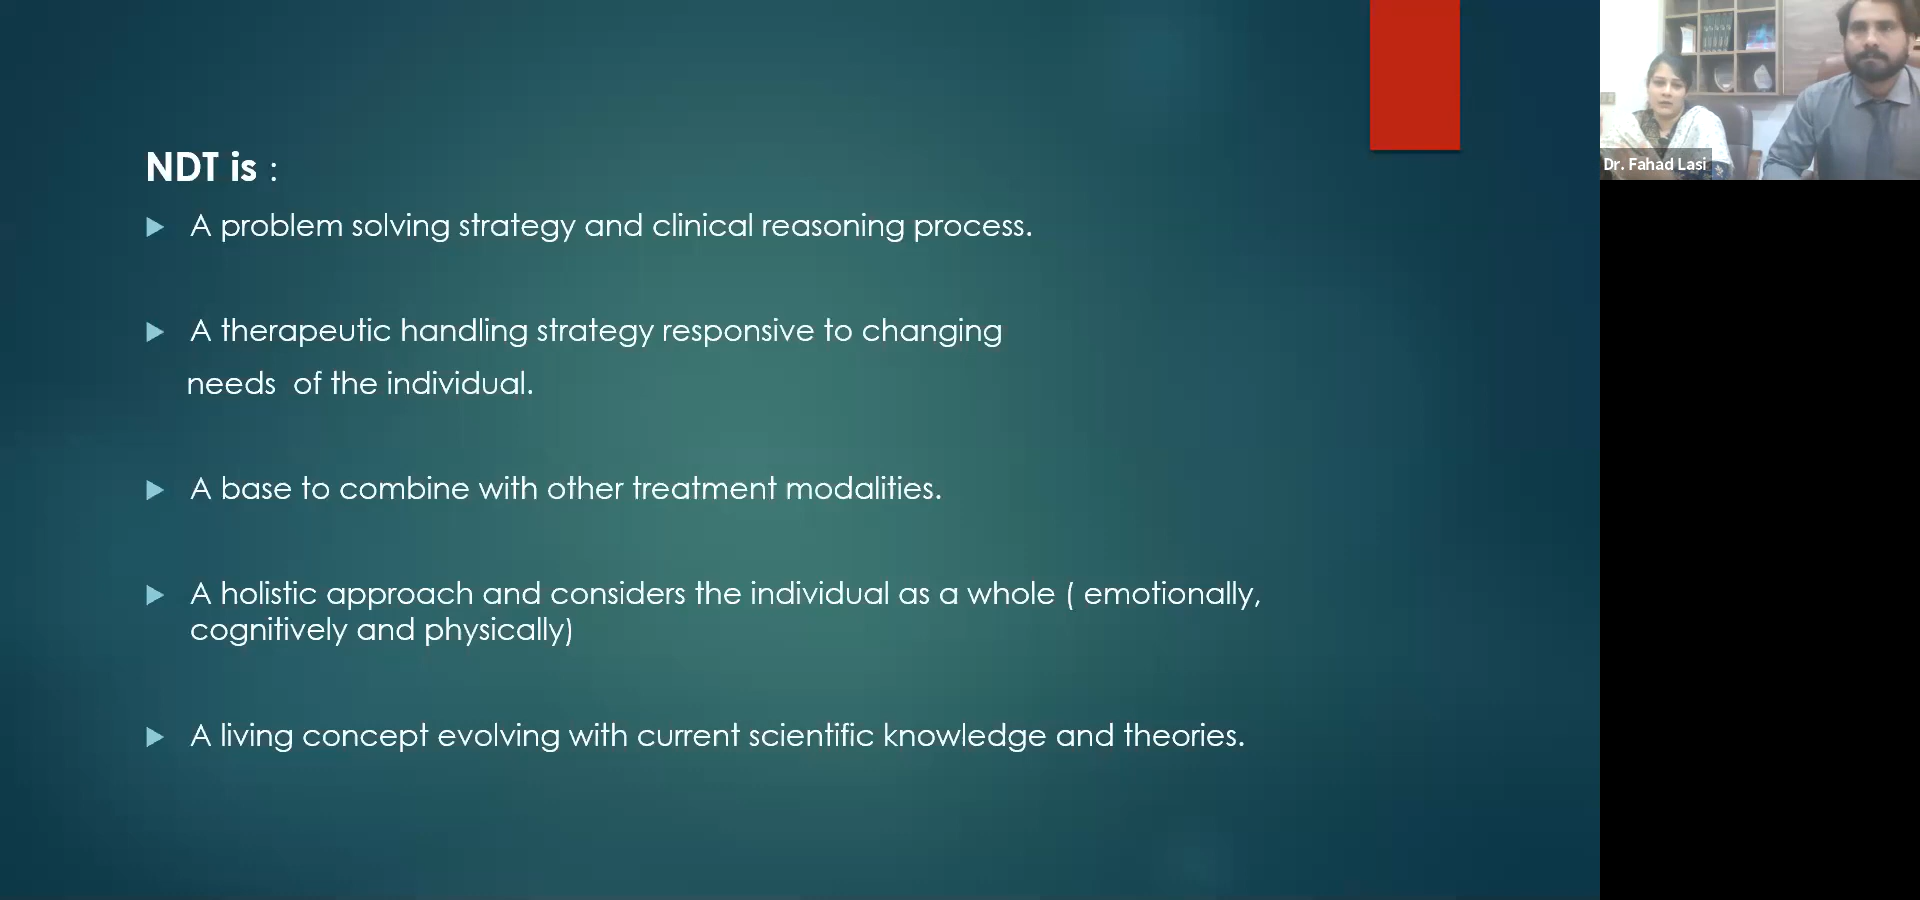 NDT is :
A problem solving strategy and clinical reasoning process.
A therapeutic handling strategy responsive to changing
needs of the individual.
A base to combine with other treatment modalities.
A holistic approach and considers the individual as a whole ( emotionally,
cognitively and physically)
A living concept evolving with current scientific knowledge and theories.
Dr. Fahad Lasi